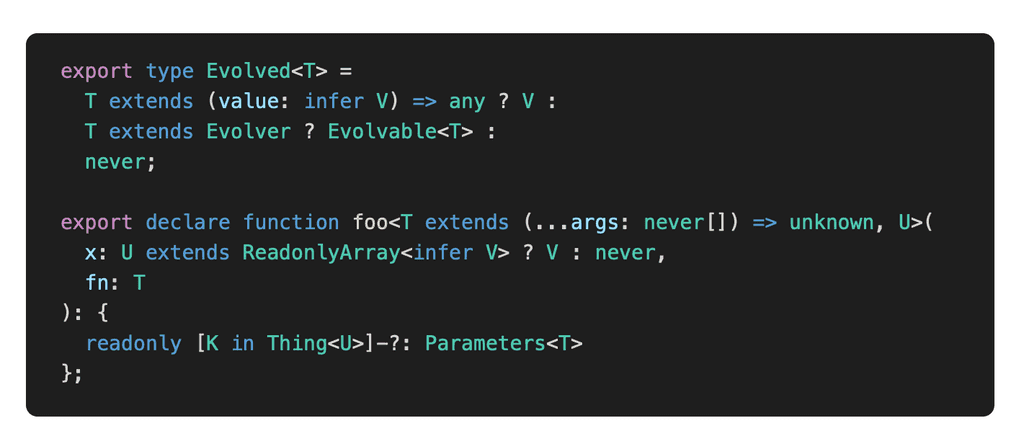 export type Evolved<T> =
  T extends (value: infer V) => any ? V :
  T extends Evolver ? Evolvable<T> :
  never;

export declare function foo<T extends (...args: never[]) => unknown, U>(
  x: U extends ReadonlyArray<infer V> ? V : never,
  fn: T
): {
  readonly [K in Thing<U>]-?: Parameters<T>
};